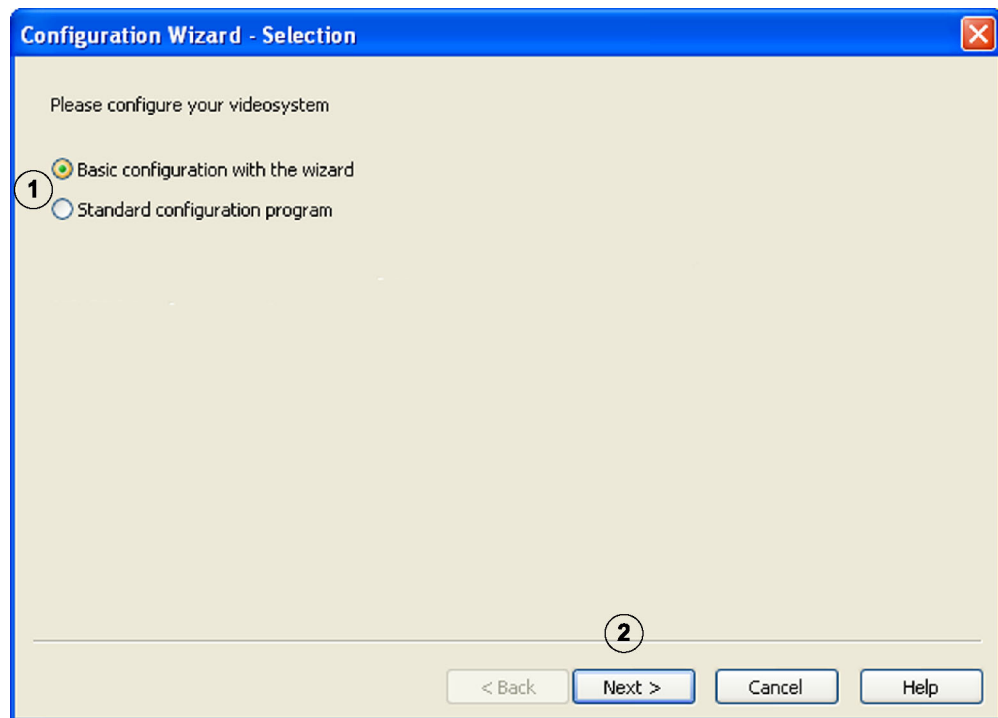 Configuration Wizard - Selection
Please configure your videosystem
Basic configuration with the wizard
1
Standard configuration program
2
< Back Next > Cancel Help